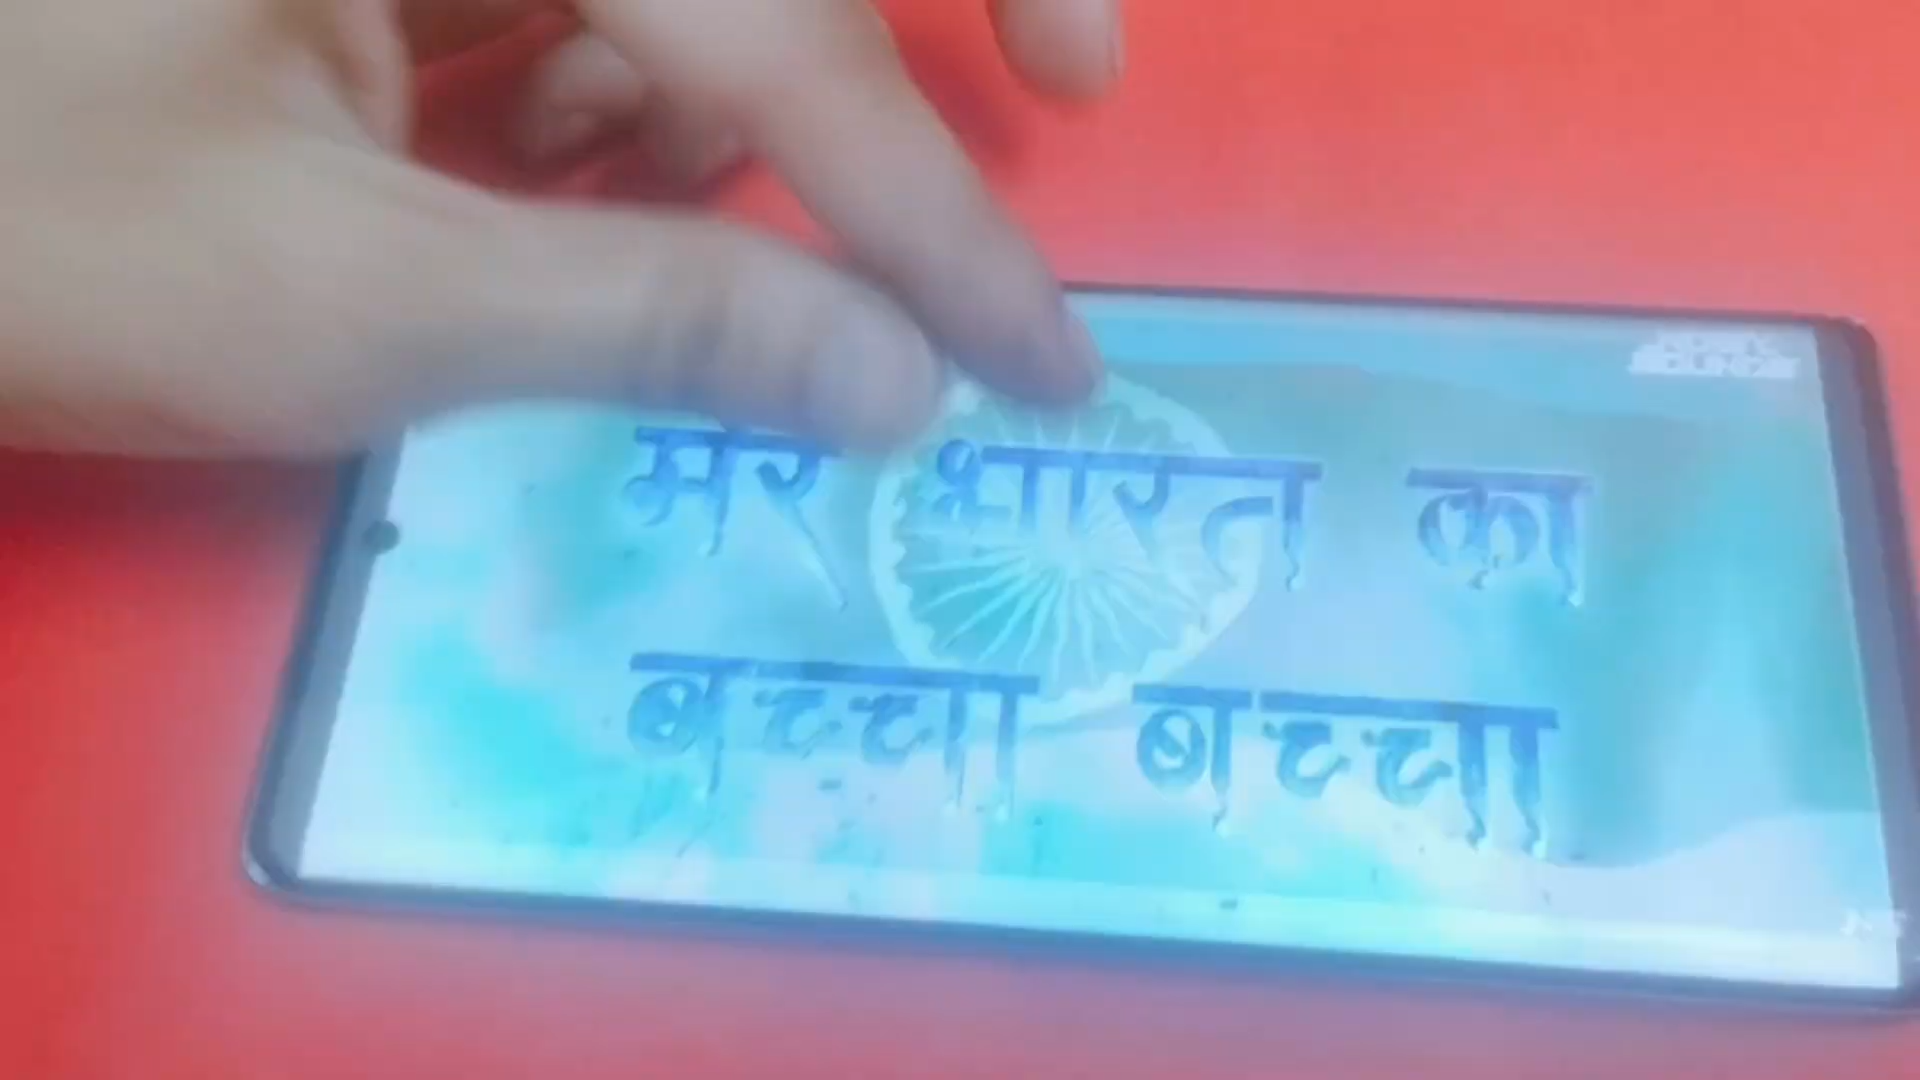 मेरे भारत का
बच्चा बच्चा